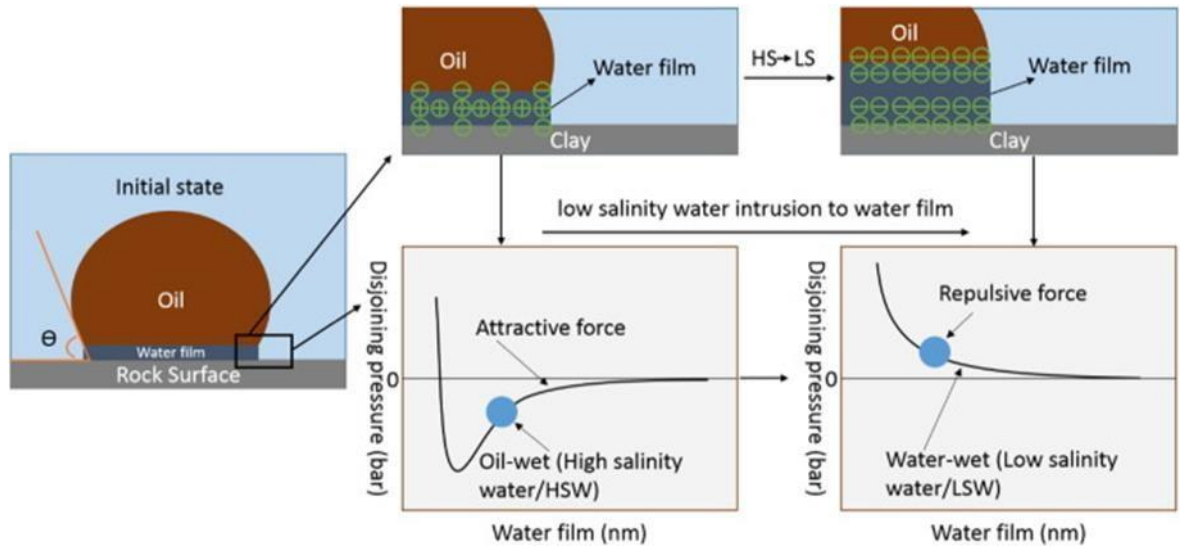 Initial state
Oil
Water film
Rock Surface
Θ
Oil
Water film
Clay
HS→LS
Oil
Water film
Clay
low salinity water intrusion to water film
Disjoining pressure (bar)
0
Attractive force
Oil-wet (High salinity
water/HSW)
Water film (nm)
Disjoining pressure (bar)
0
Repulsive force
Water-wet (Low salinity
water/LSW)
Water film (nm)